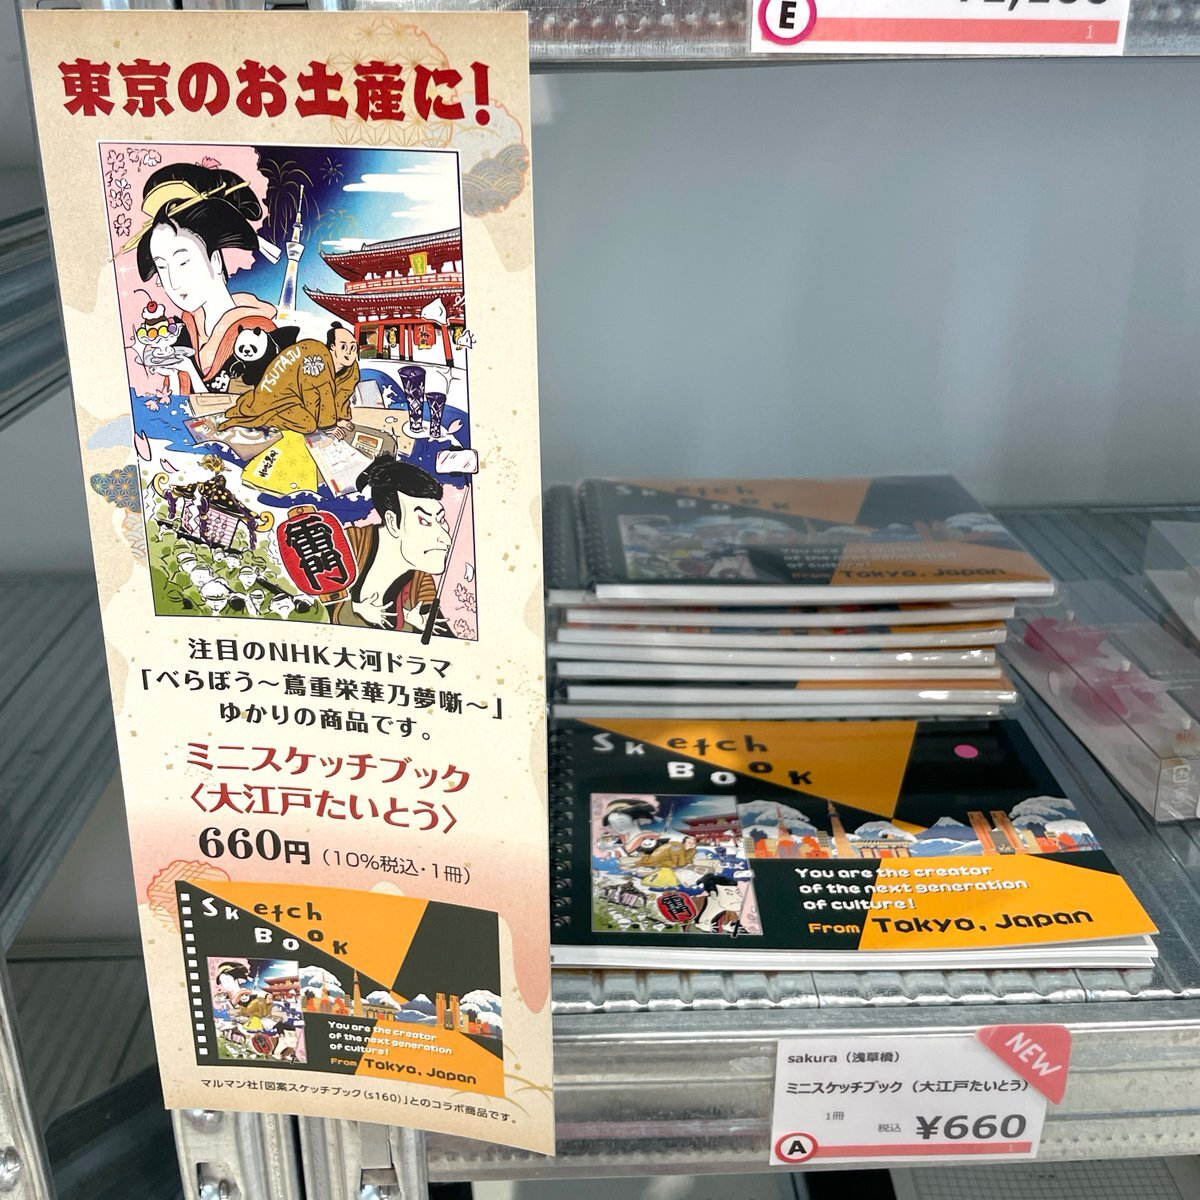 東京のお土産に!
TSUTAJU
雷門
注目のNHK大河ドラマ
「べらぼう〜蔦重栄華乃夢噺〜」
ゆかりの商品です。
ミニスケッチブック
〈大江戸たいとう〉
660円 (10%税込・1冊)
Sketch
Book
You are the creator
of the next generation
of culture!
From Tokyo, Japan
マルマン社「図案スケッチブック(s160)」とのコラボ商品です。
E
1
Sketch
Book
From Tokyo, Japan
Sketch
Book
You are the creator
of the next generation
of culture!
From Tokyo, Japan
NEW
sakura（浅草橋）
ミニスケッチブック（大江戸たいとう）
1冊
税込 ¥660
A
1